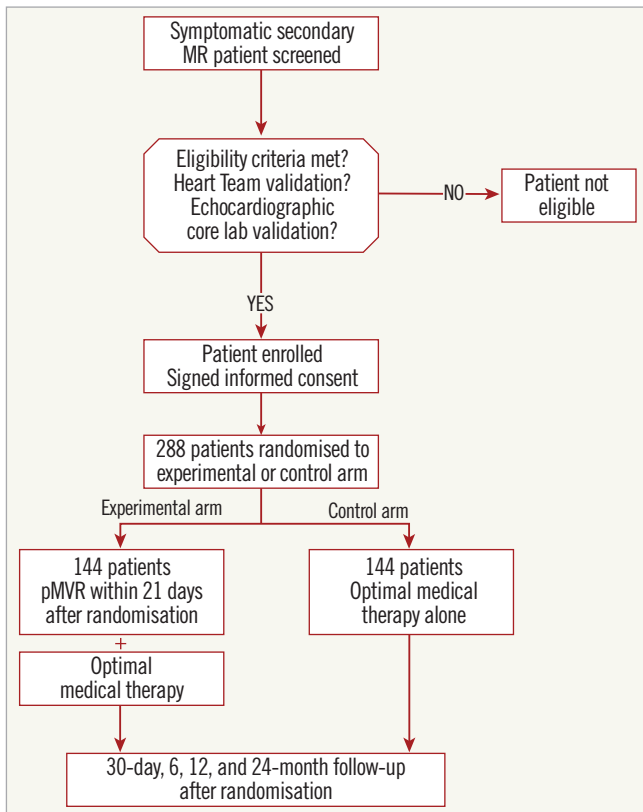 Symptomatic secondary
MR patient screened
Eligibility criteria met?
Heart Team validation?
Echocardiographic
core lab validation?
NO
Patient not
eligible
YES
Patient enrolled
Signed informed consent
288 patients randomised to
experimental or control arm
Experimental arm
Control arm
144 patients
pMVR within 21 days
after randomisation
+
Optimal
medical therapy
144 patients
Optimal medical
therapy alone
30-day, 6, 12, and 24-month follow-up
after randomisation